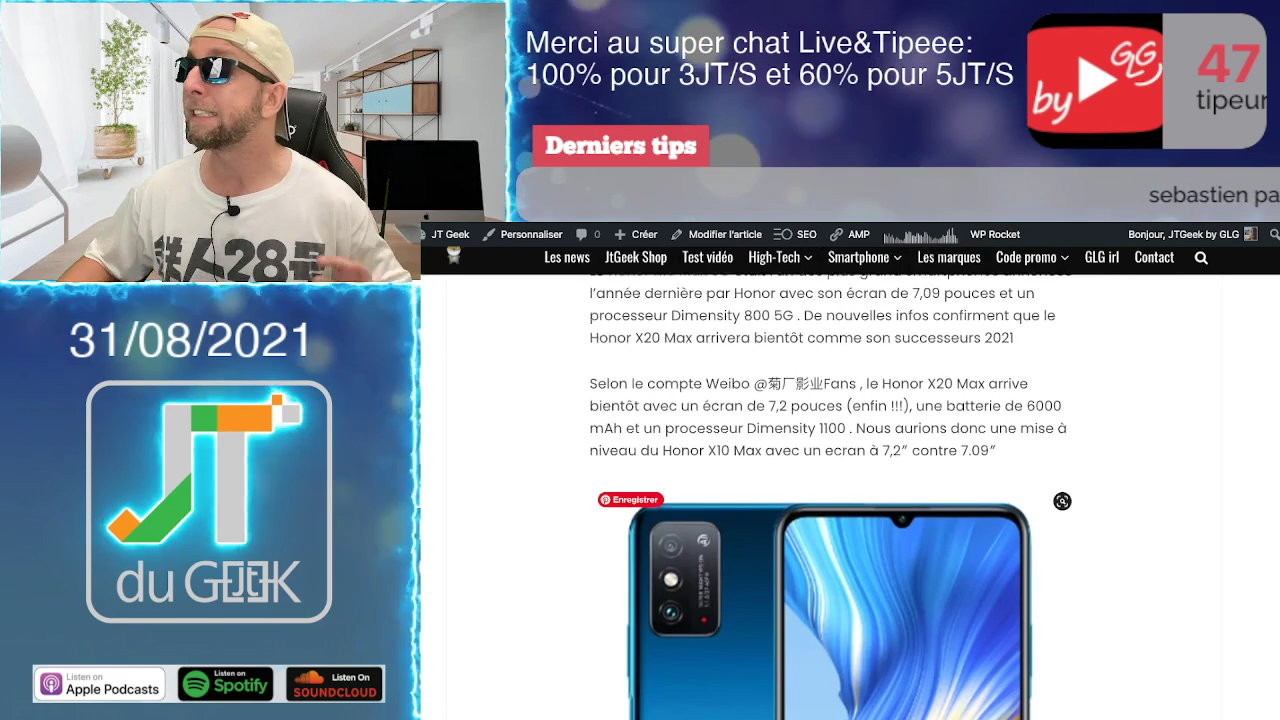 Merci au super chat Live&Tipeee:
100% pour 3JT/S et 60% pour 5JT/S
by GLG
47
tipeur
Derniers tips
sebastien pa
鉄人28号
JT Geek Personnaliser 0 Créer Modifier l'article SEO AMP WP Rocket Bonjour, JTGeek by GLG
Les news JtGeek Shop Test vidéo High-Tech Smartphone Les marques Code promo GLG irl Contact
l'année dernière par Honor avec son écran de 7,09 pouces et un
processeur Dimensity 800 5G . De nouvelles infos confirment que le
Honor X20 Max arrivera bientôt comme son successeurs 2021
Selon le compte Weibo @菊厂影业Fans , le Honor X20 Max arrive
bientôt avec un écran de 7,2 pouces (enfin !!!), une batterie de 6000
mAh et un processeur Dimensity 1100 . Nous aurions donc une mise à
niveau du Honor X10 Max avec un ecran à 7,2″ contre 7.09″
Enregistrer
31/08/2021
JT
du GEEK
Listen on
Apple Podcasts
Listen on
Spotify
Listen On
SOUNDCLOUD